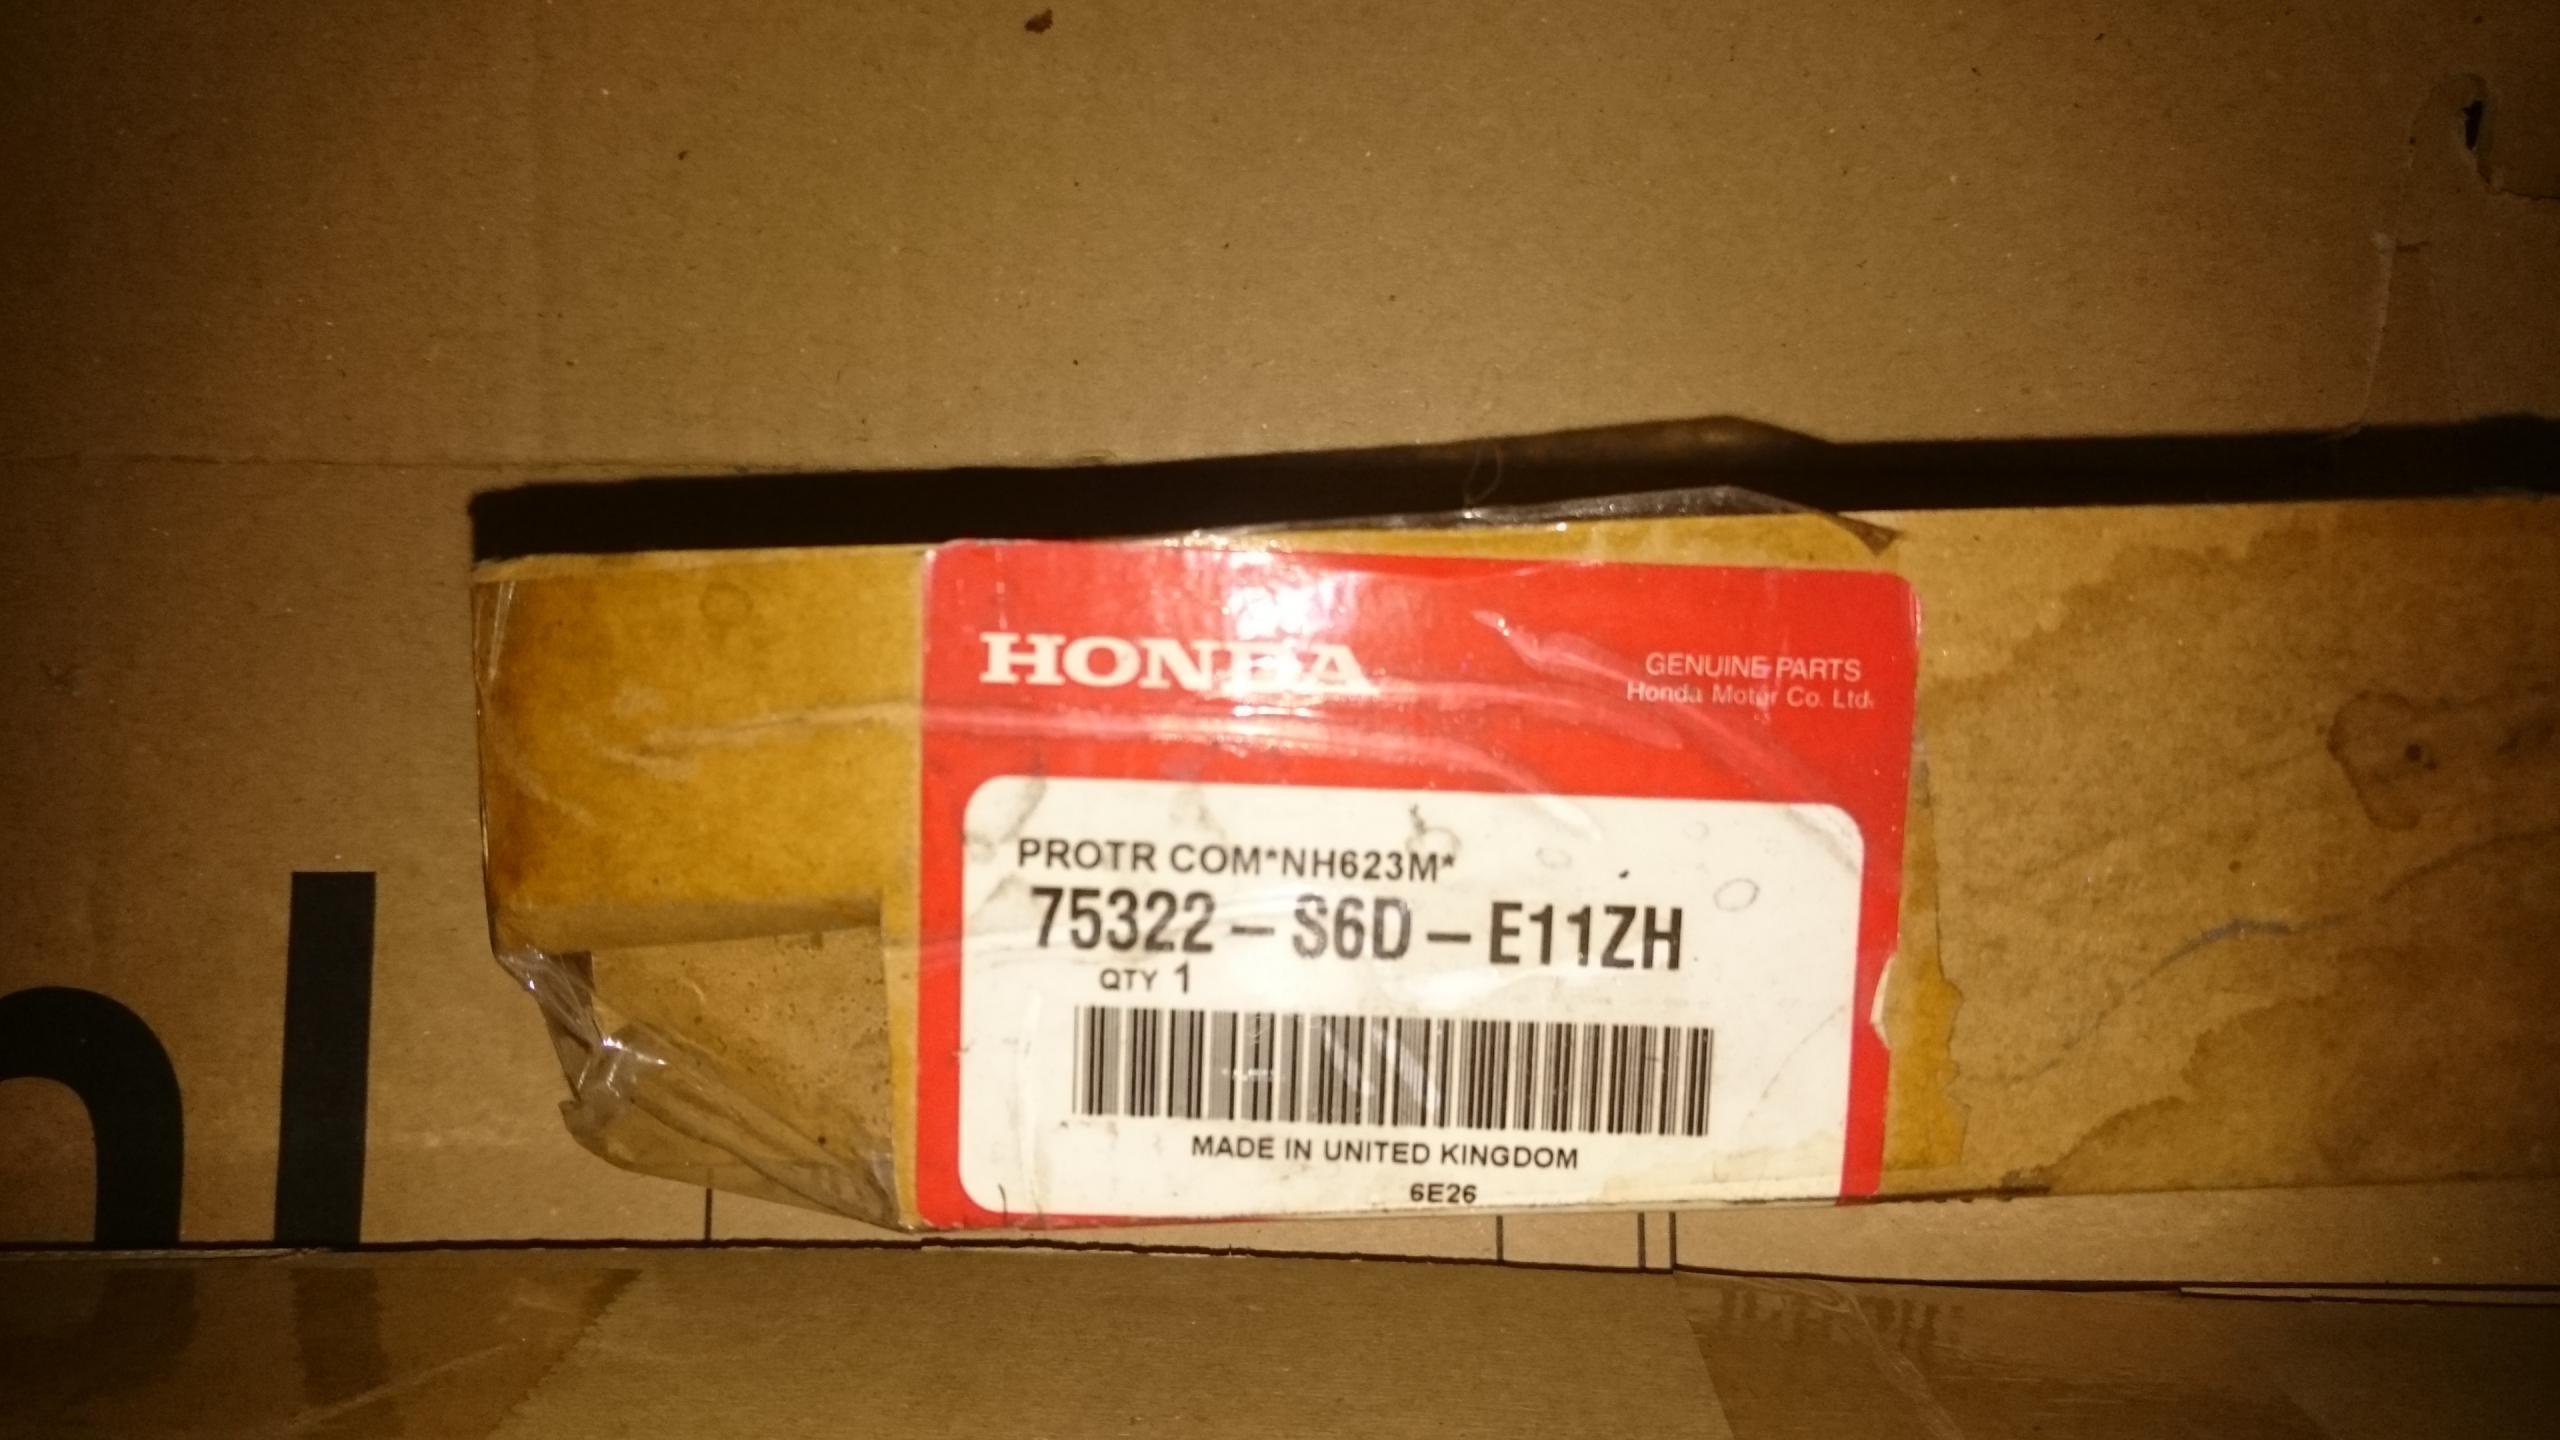 HONDA
GENUINE PARTS
Honda Motor Co. Ltd.
PROTR COM*NH623M*
75322-S6D-E11ZH
QTY 1
MADE IN UNITED KINGDOM
6E26